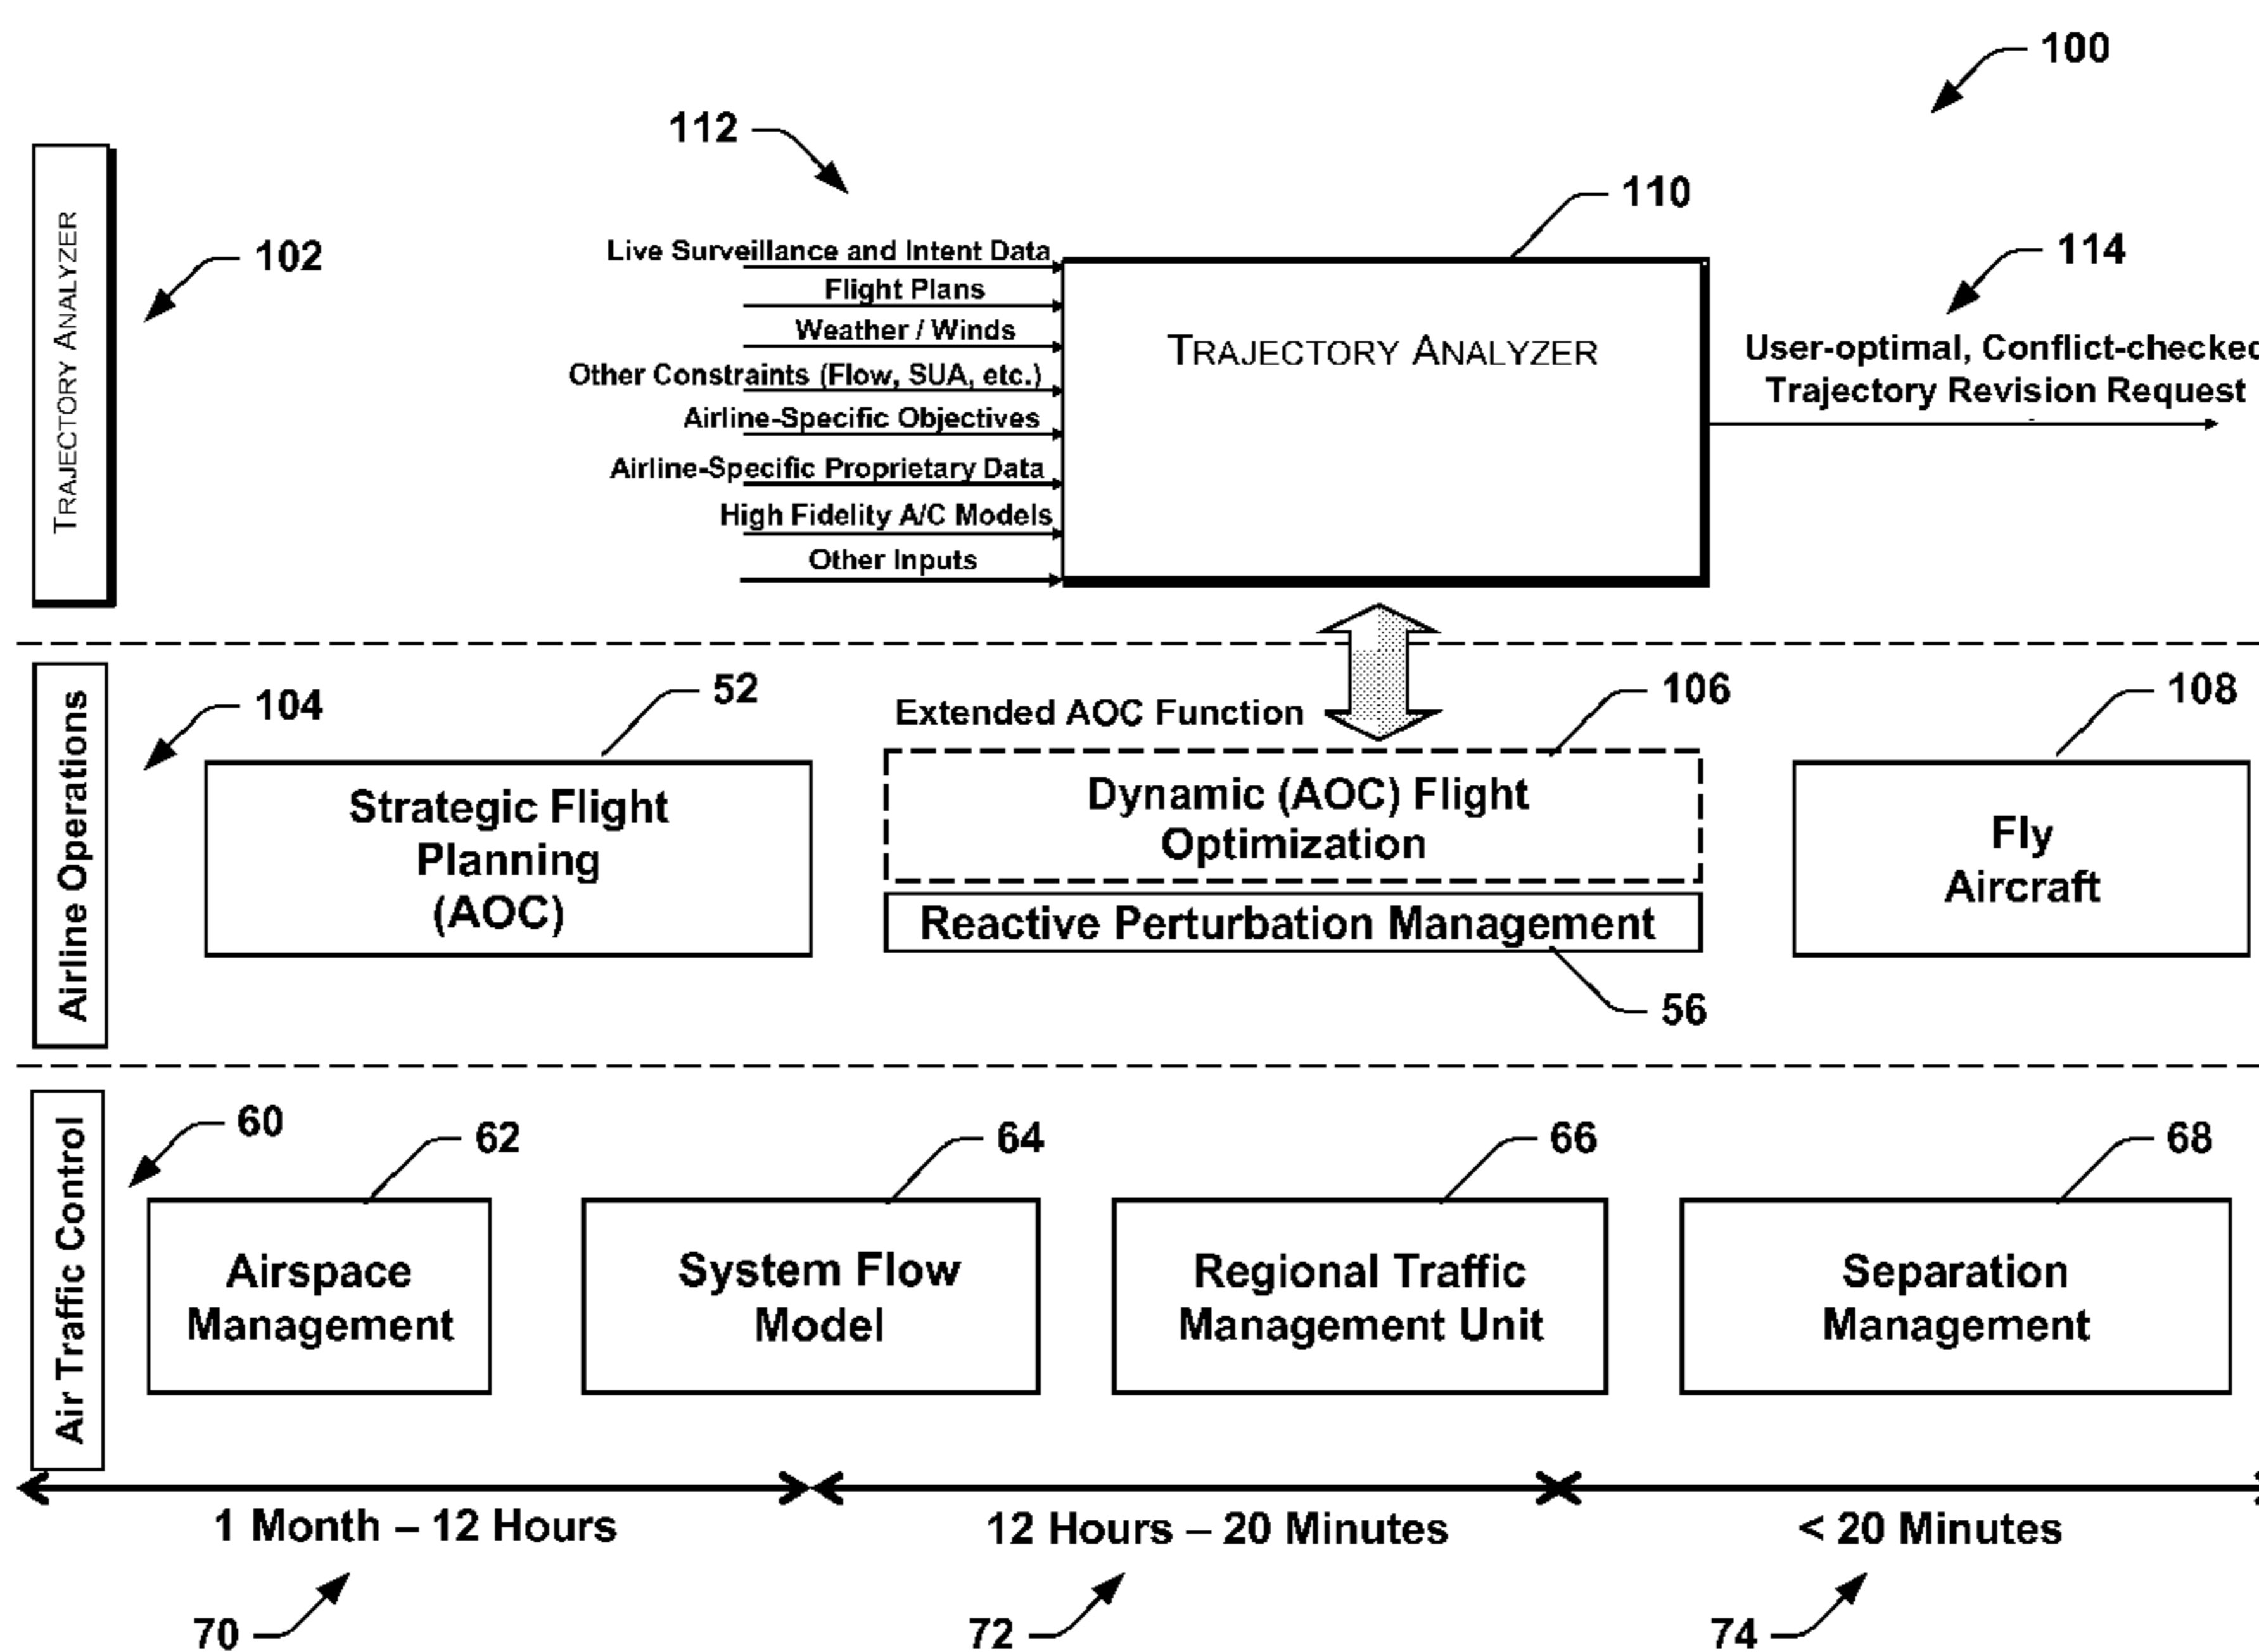 100
112
110
TRAJECTORY ANALYZER
102
114
Live Surveillance and Intent Data
Flight Plans
Weather / Winds
Other Constraints (Flow, SUA, etc.)
Airline-Specific Objectives
Airline-Specific Proprietary Data
High Fidelity A/C Models
Other Inputs
TRAJECTORY ANALYZER
User-optimal, Conflict-checked
Trajectory Revision Request
Airline Operations
104
52
Extended AOC Function
106
108
Strategic Flight
Planning
(AOC)
Dynamic (AOC) Flight
Optimization
Reactive Perturbation Management
56
Fly
Aircraft
Air Traffic Control
60
62
64
66
68
Airspace
Management
System Flow
Model
Regional Traffic
Management Unit
Separation
Management
1 Month – 12 Hours
12 Hours – 20 Minutes
< 20 Minutes
70
72
74